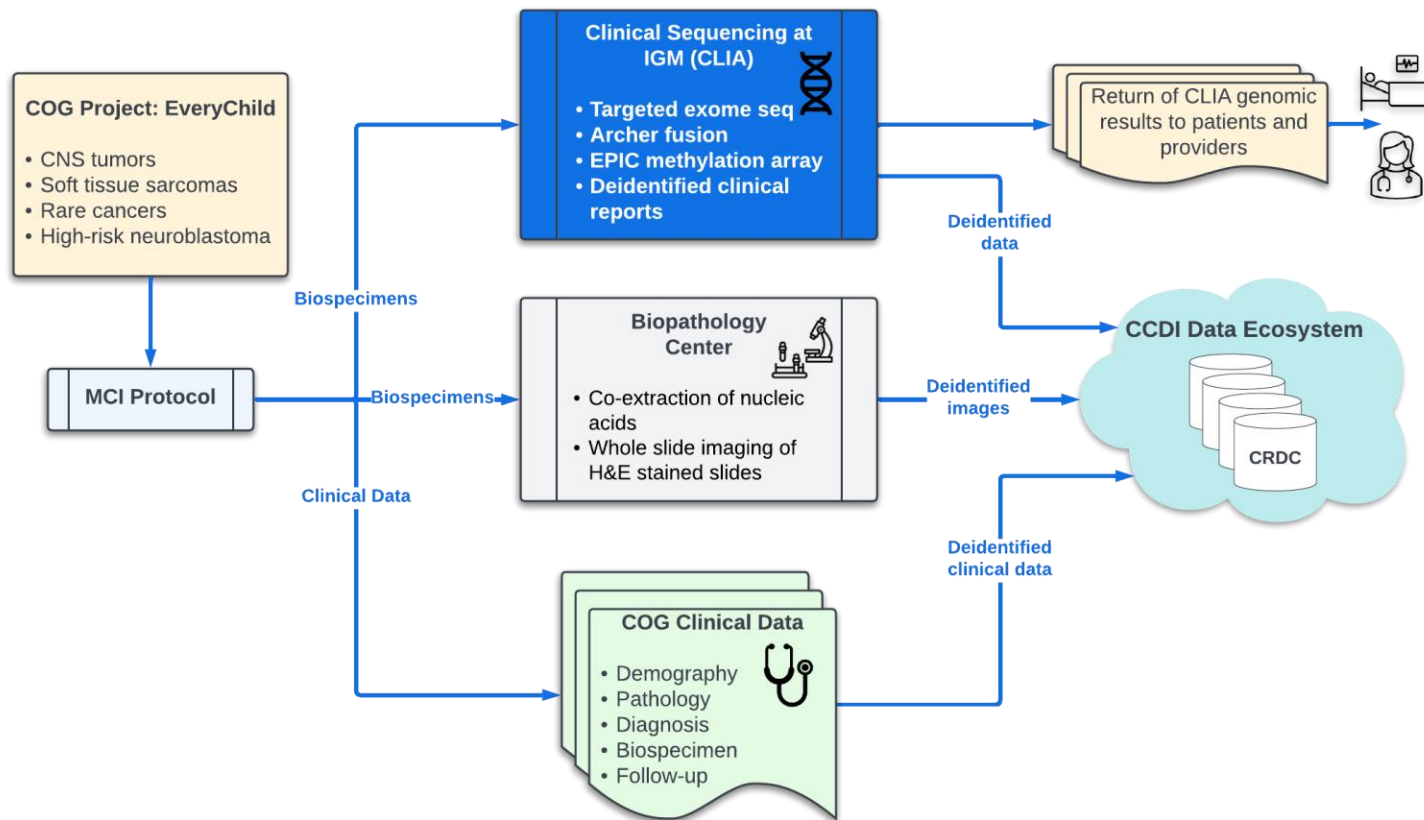 COG Project: EveryChild
• CNS tumors
• Soft tissue sarcomas
• Rare cancers
• High-risk neuroblastoma
MCI Protocol
Biospecimens
Biospecimens
Clinical Data
Clinical Sequencing at
IGM (CLIA)
• Targeted exome seq
• Archer fusion
• EPIC methylation array
• Deidentified clinical
reports
Biopathology
Center
• Co-extraction of nucleic
acids
• Whole slide imaging of
H&E stained slides
COG Clinical Data
• Demography
• Pathology
• Diagnosis
• Biospecimen
• Follow-up
Return of CLIA genomic
results to patients and
providers
Deidentified
data
Deidentified
images
Deidentified
clinical data
CCDI Data Ecosystem
CRDC